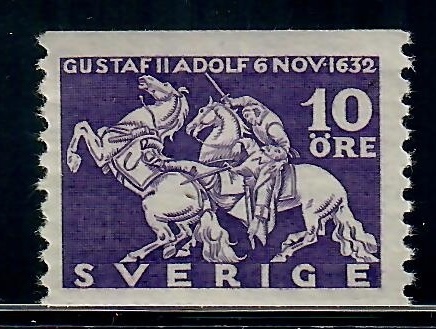 GUSTAF II ADOLF 6 NOV·1632
10
ÖRE
SVERIGE